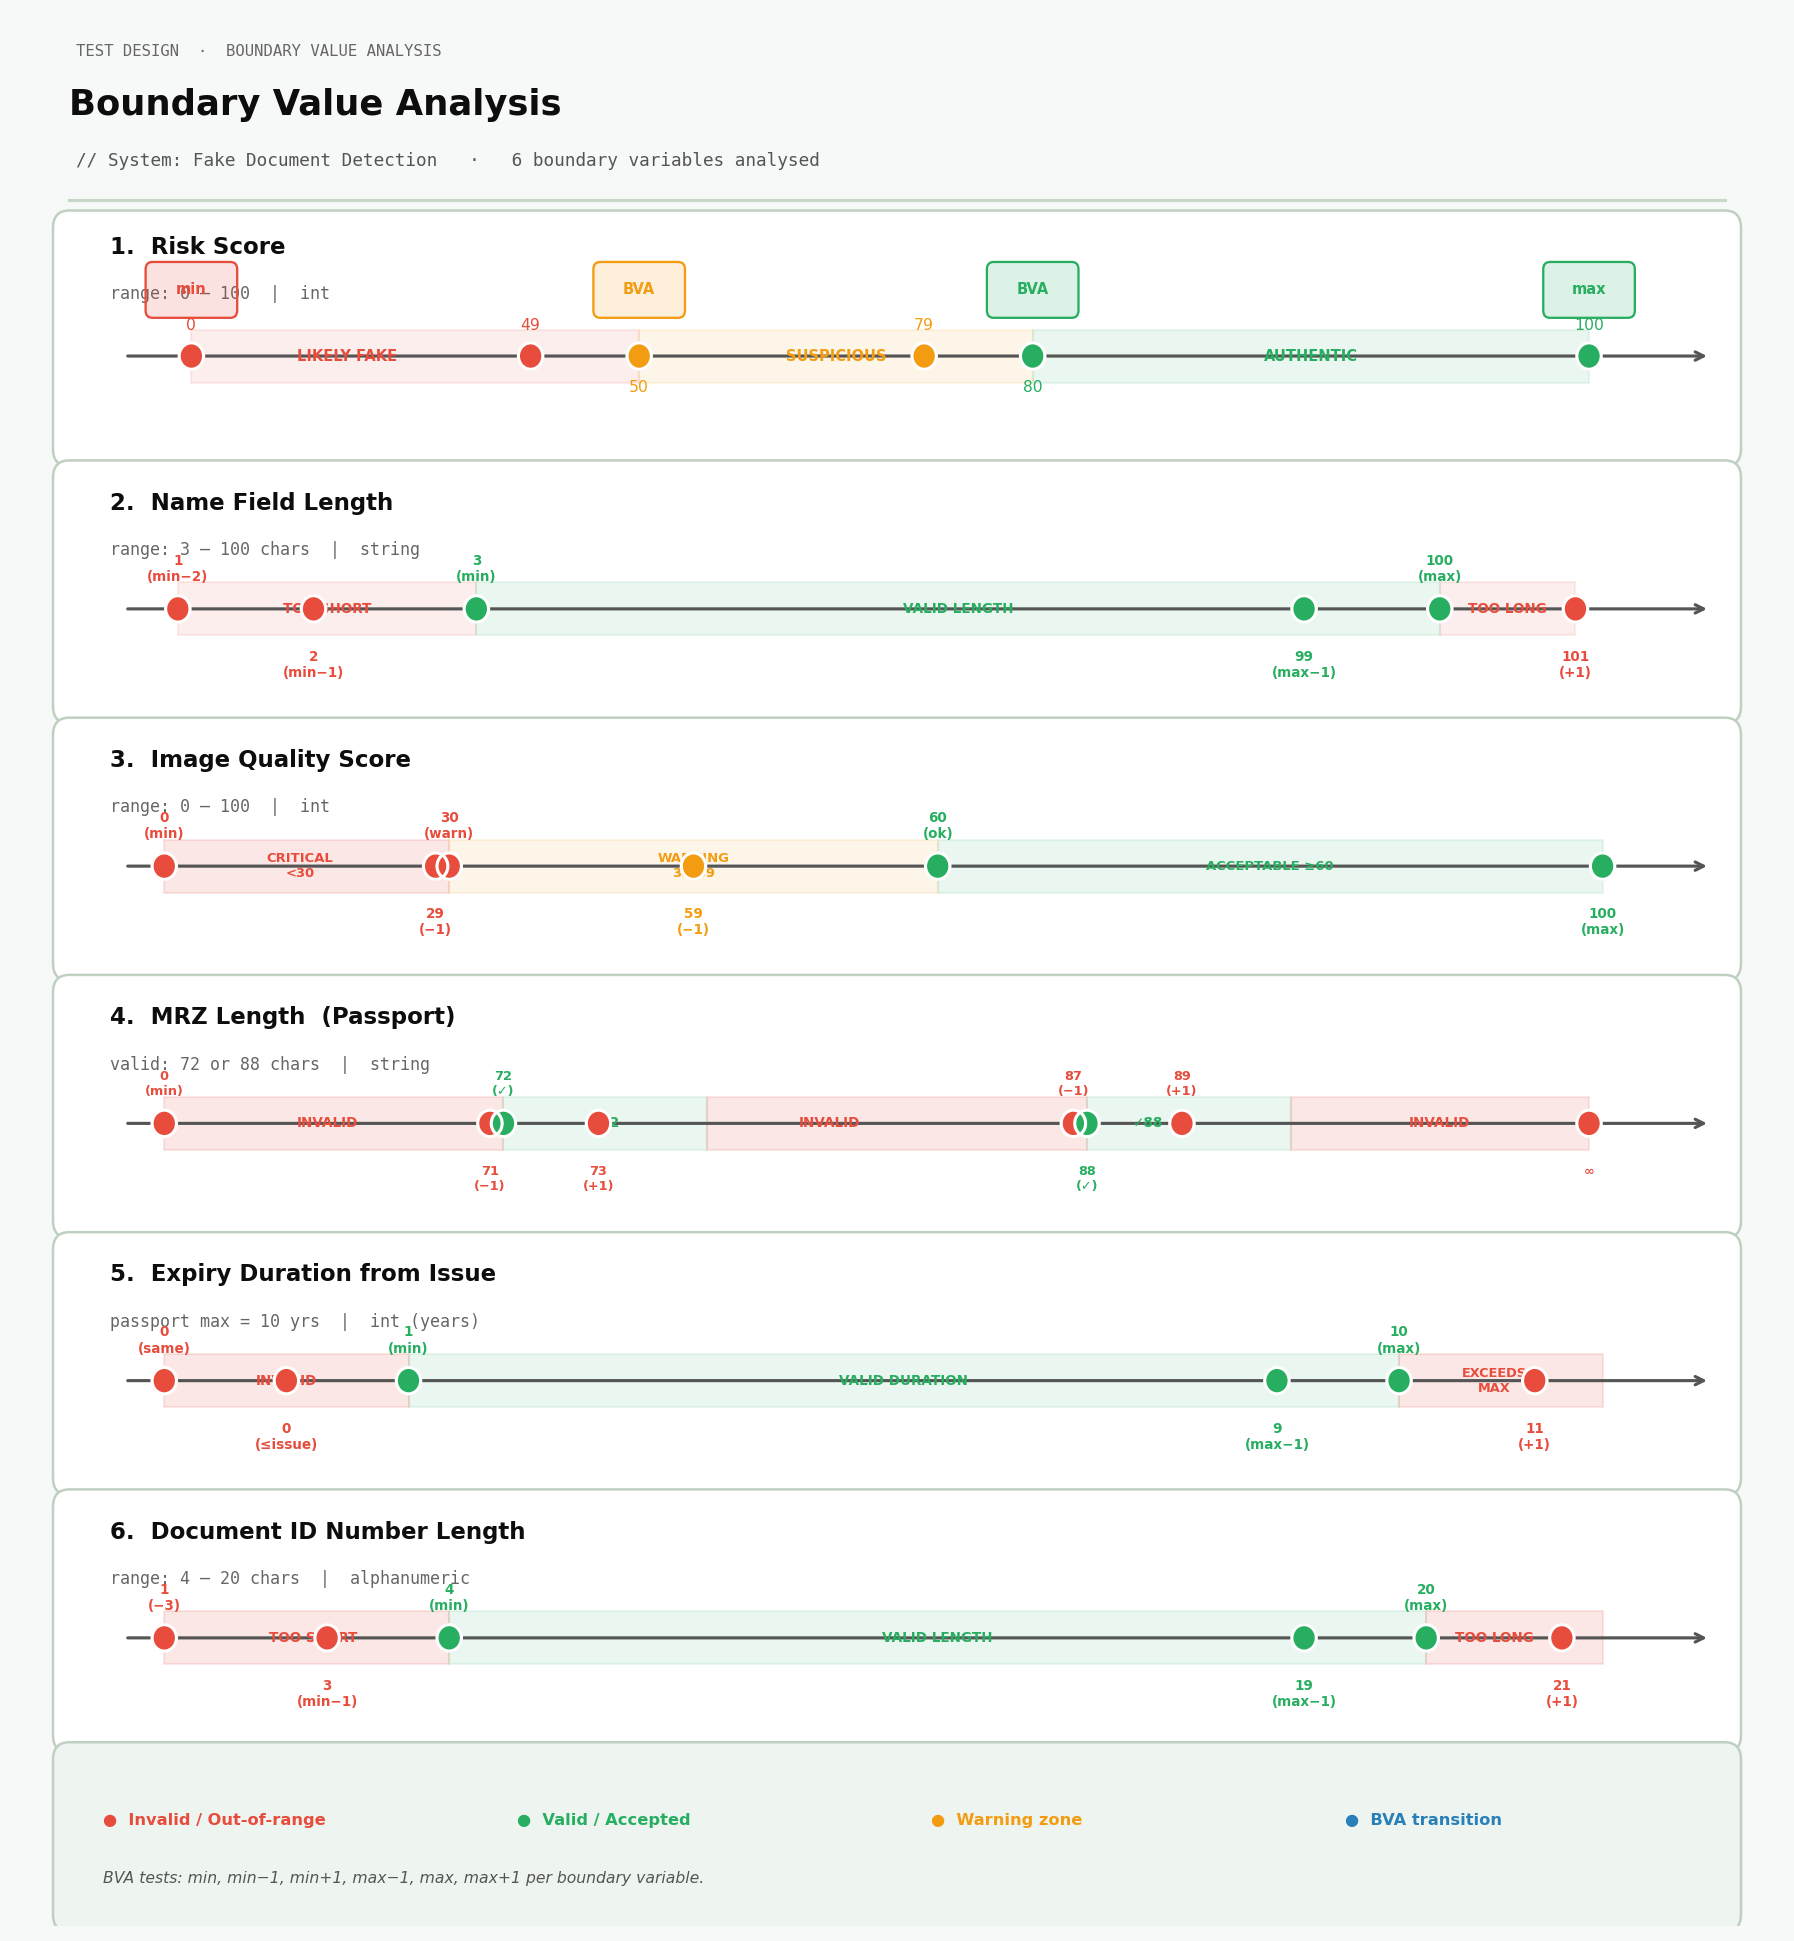 TEST DESIGN · BOUNDARY VALUE ANALYSIS
Boundary Value Analysis
// System: Fake Document Detection · 6 boundary variables analysed
1. Risk Score
min BVA BVA max
range: 0 – 100 | int
0 49 79 100
LIKELY FAKE SUSPICIOUS AUTHENTIC
50 80
2. Name Field Length
range: 3 – 100 chars | string
1 3 100
(min−2) (min) (max)
VALID LENGTH TOO LONG
2 99 101
(min−1) (max−1) (+1)
3. Image Quality Score
range: 0 – 100 | int
0 30 60
(min) (warn) (ok)
CRITICAL
<30 ACCEPTABLE ≥60
29 59 100
(−1) (−1) (max)
4. MRZ Length (Passport)
valid: 72 or 88 chars | string
0 72 87 89
(min) (✓) (−1) (+1)
INVALID INVALID ✓88 INVALID
71 73 88 ∞
(−1) (+1) (✓)
5. Expiry Duration from Issue
passport max = 10 yrs | int (years)
0 1 10
(same) (min) (max)
VALID DURATION EXCEEDS
MAX
0 9 11
(≤issue) (max−1) (+1)
6. Document ID Number Length
range: 4 – 20 chars | alphanumeric
1 4 20
(−3) (min) (max)
VALID LENGTH TOO LONG
3 19 21
(min−1) (max−1) (+1)
● Invalid / Out-of-range ● Valid / Accepted ● Warning zone ● BVA transition
BVA tests: min, min−1, min+1, max−1, max, max+1 per boundary variable.